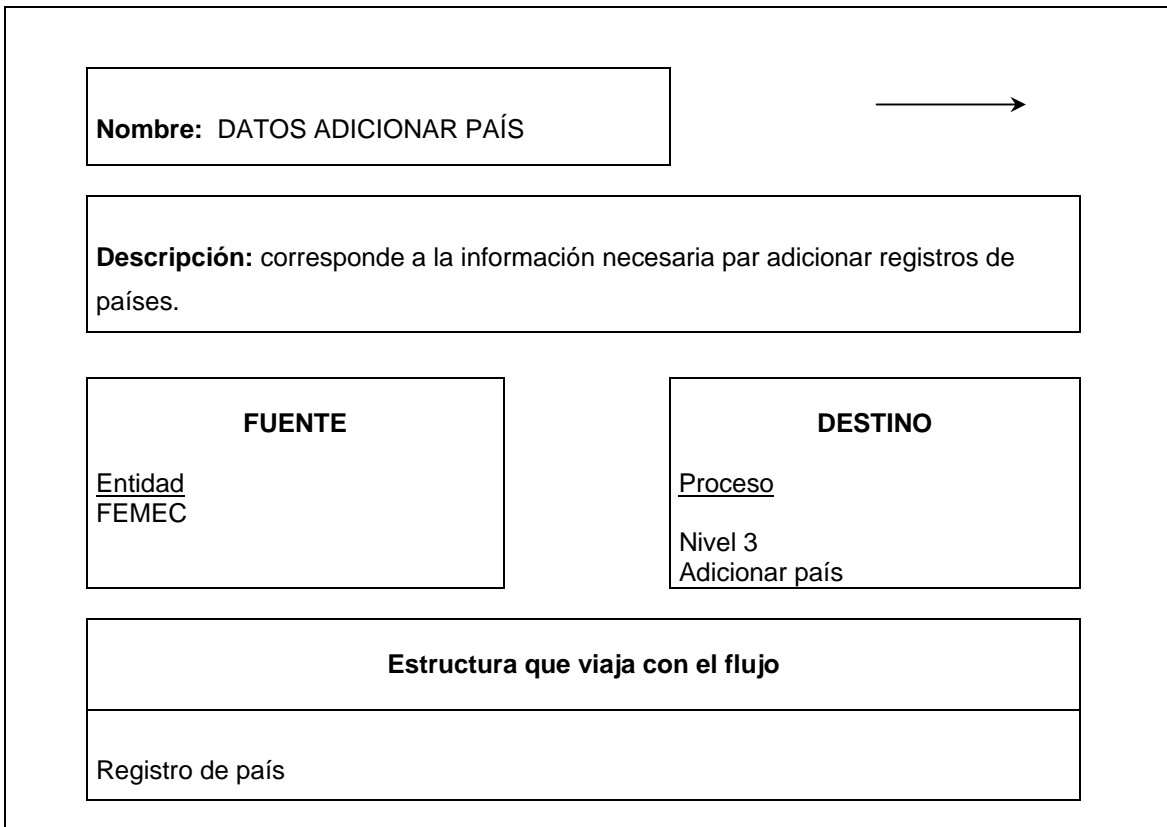 Nombre: DATOS ADICIONAR PAÍS
Descripción: corresponde a la información necesaria par adicionar registros de
países.
FUENTE
Entidad
FEMEC
DESTINO
Proceso
Nivel 3
Adicionar país
Estructura que viaja con el flujo
Registro de país